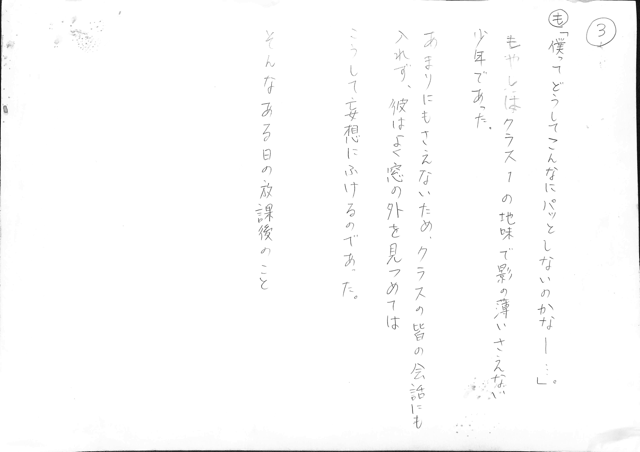 3
も「僕ってどうしてこんなにパッとしないのかなー…」。
もやしはクラス1の地味で影の薄いさえない
少年であった。
あまりにもさえないため、クラスの皆の会話にも
入れず、彼はよく窓の外を見つめては
こうして妄想にふけるのであった。
そんなある日の放課後のこと